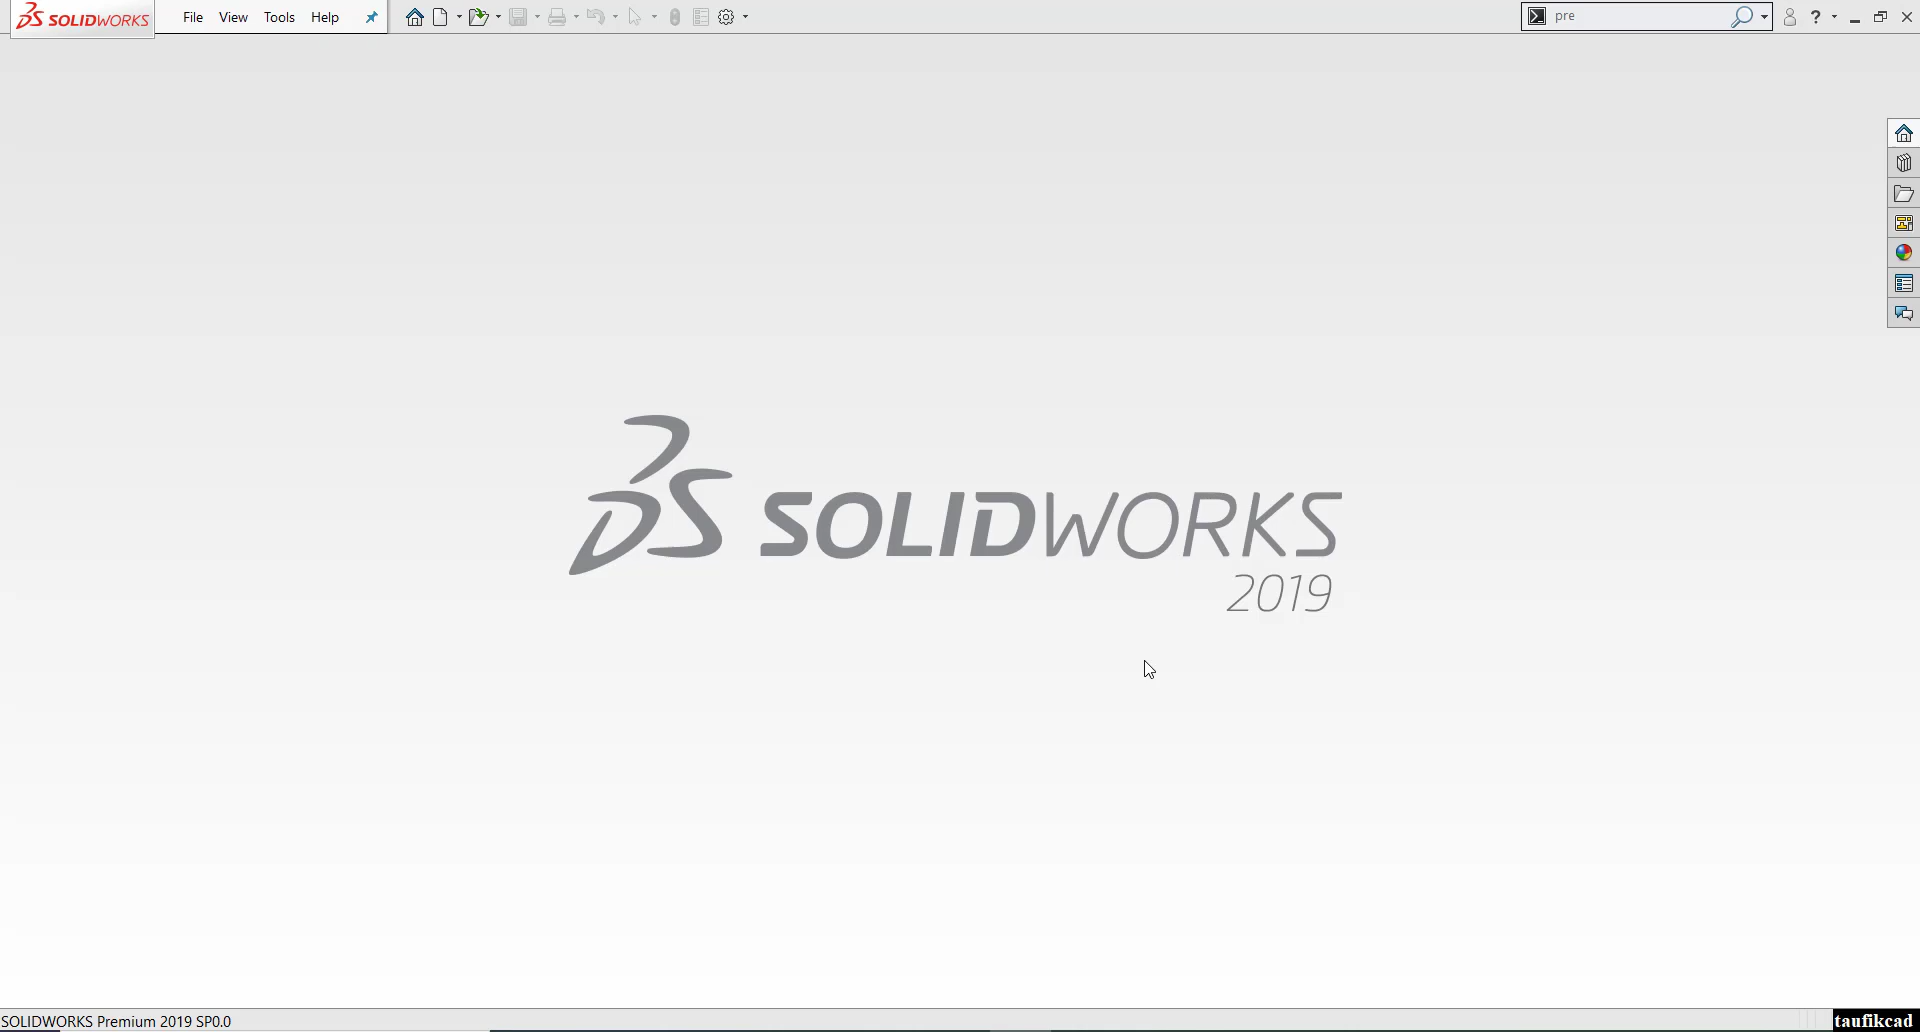 SOLIDWORKS
File View Tools Help
pre
?
SOLIDWORKS
2019
SOLIDWORKS Premium 2019 SP0.0
taufikcad